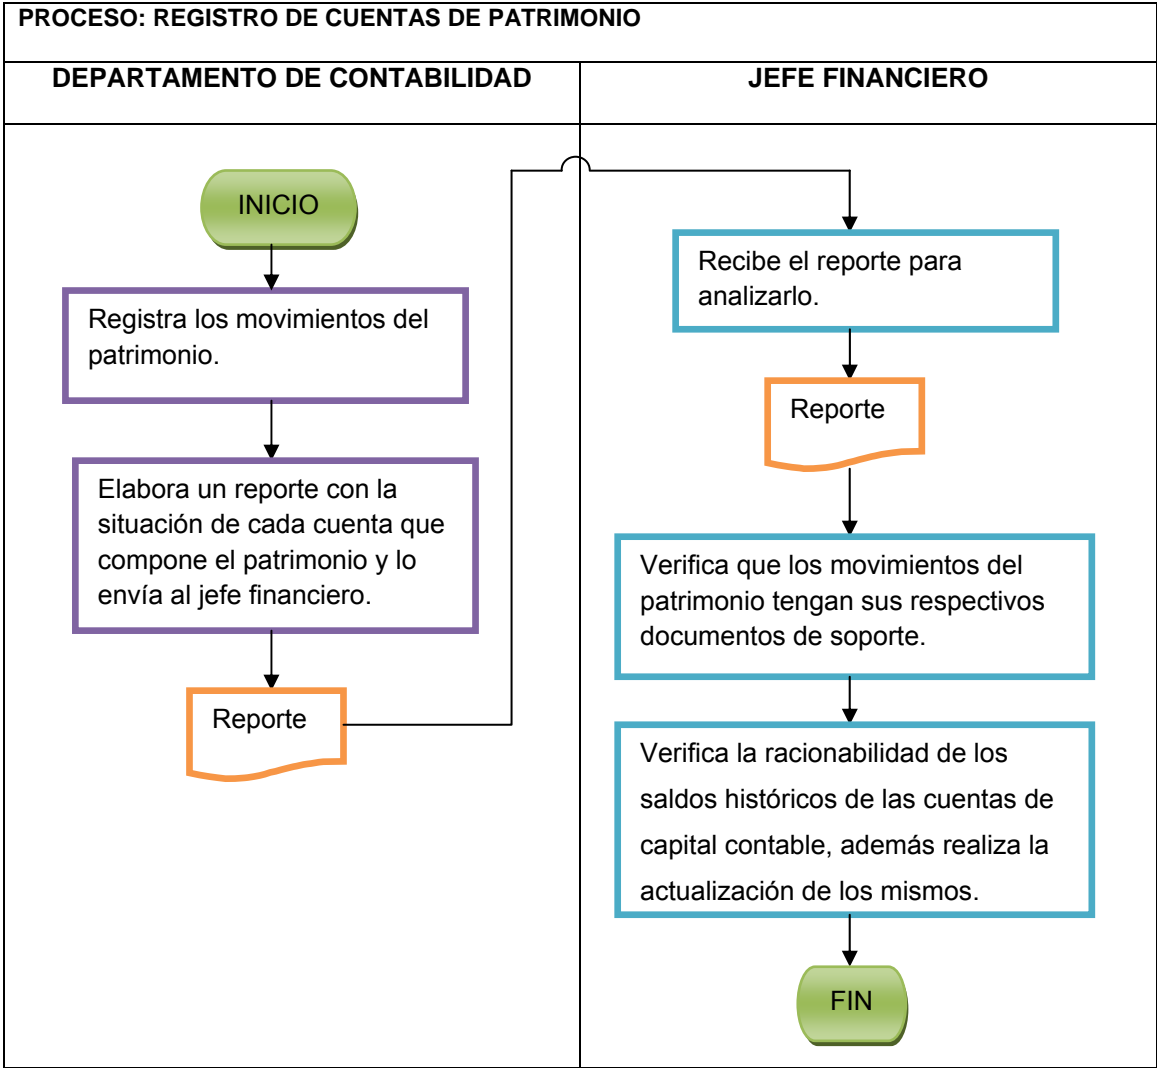 PROCESO: REGISTRO DE CUENTAS DE PATRIMONIO
DEPARTAMENTO DE CONTABILIDAD
JEFE FINANCIERO
INICIO
Registra los movimientos del
patrimonio.
Elabora un reporte con la
situación de cada cuenta que
compone el patrimonio y lo
envía al jefe financiero.
Reporte
Recibe el reporte para
analizarlo.
Reporte
Verifica que los movimientos del
patrimonio tengan sus respectivos
documentos de soporte.
Verifica la racionabilidad de los
saldos históricos de las cuentas de
capital contable, además realiza la
actualización de los mismos.
FIN